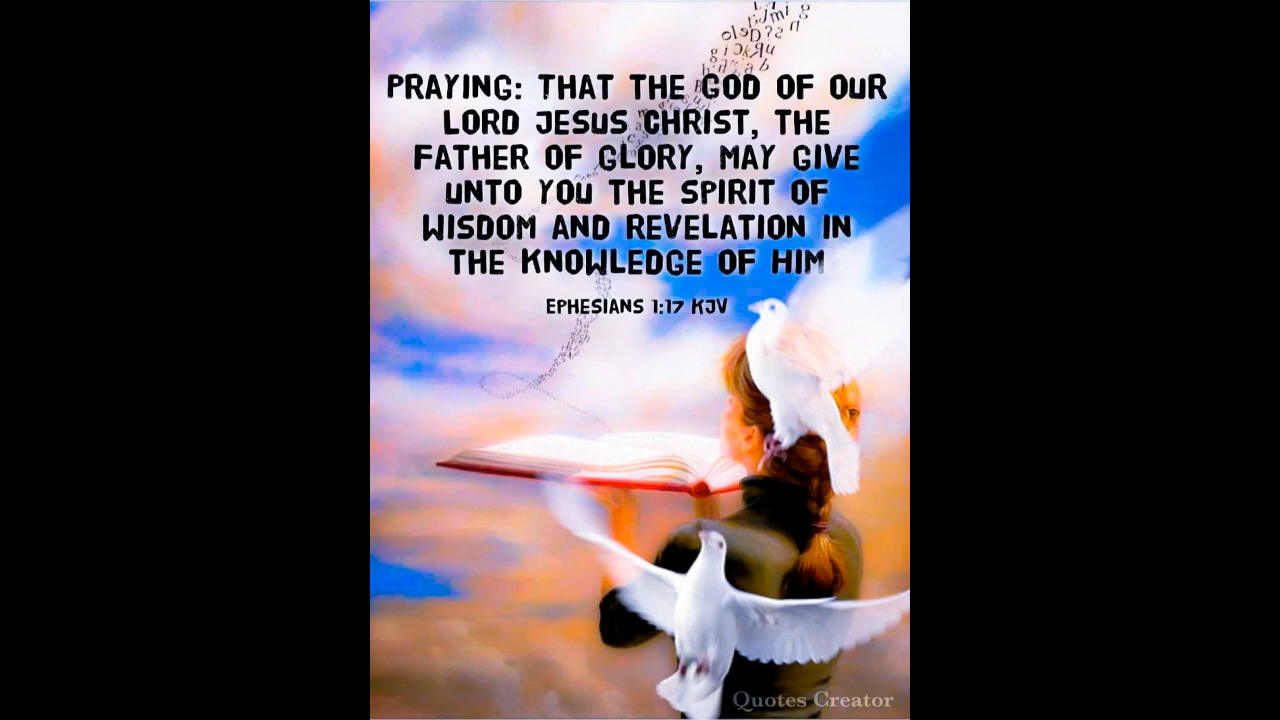 PRAYING: THAT THE GOD OF OUR
LORD JESUS CHRIST, THE
FATHER OF GLORY, MAY GIVE
UNTO YOU THE SPIRIT OF
WISDOM AND REVELATION IN
THE KNOWLEDGE OF HIM
EPHESIANS 1:17 KJV
Quotes Creator